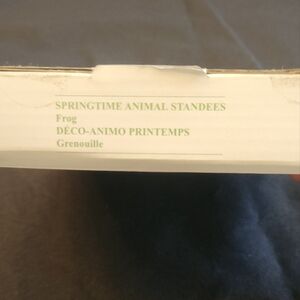 SPRINGTIME ANIMAL STANDEES
Frog
DÉCO-ANIMO PRINTEMPS
Grenouille